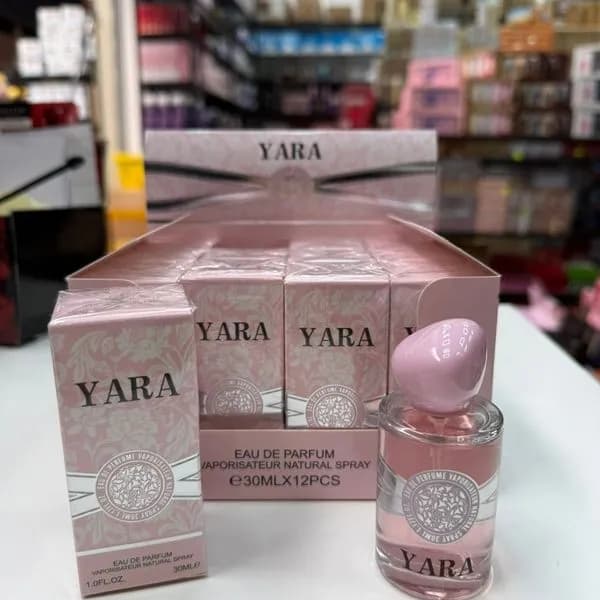 YARA
YARA
YARA
YARA
EAU DE PARFUM
VAPORISATEUR NATURAL SPRAY
1.0FL.OZ. 30ML℮
EAU DE PARFUM
VAPORISATEUR NATURAL SPRAY
℮30MLX12PCS
YARA